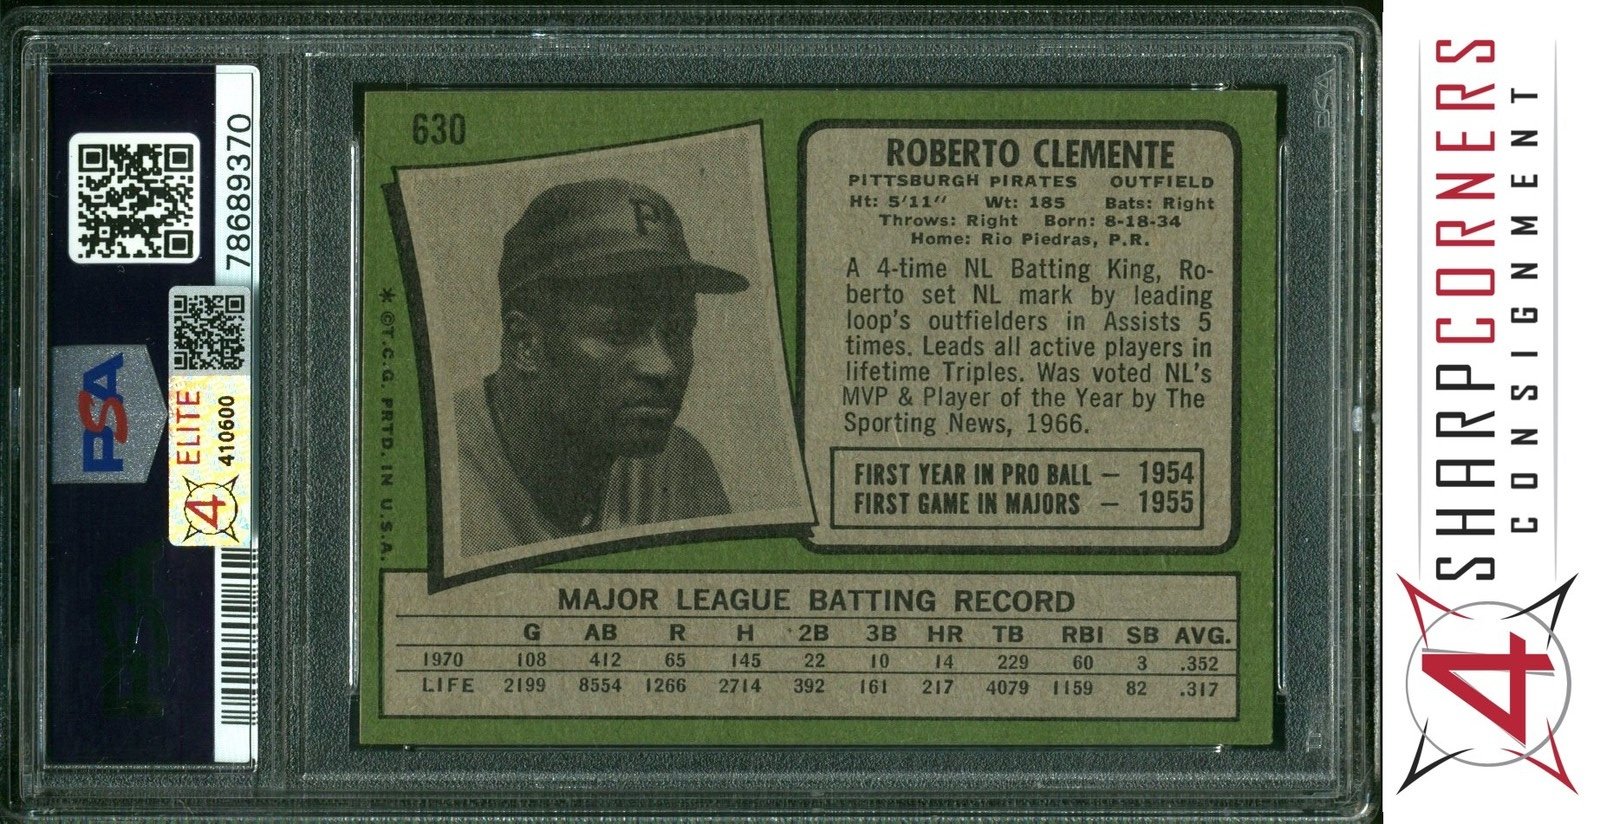 630
ROBERTO CLEMENTE
PITTSBURGH PIRATES OUTFIELD
Ht: 5'11" Wt: 185 Bats: Right
Throws: Right Born: 8-18-34
Home: Rio Piedras, P.R.
A 4-time NL Batting King, Ro-
berto set NL mark by leading
loop's outfielders in Assists 5
times. Leads all active players in
lifetime Triples. Was voted NL's
MVP & Player of the Year by The
Sporting News, 1966.
FIRST YEAR IN PRO BALL — 1954
FIRST GAME IN MAJORS — 1955
* © T.C.G. PRTD. IN U.S.A.
P
MAJOR LEAGUE BATTING RECORD
G AB R H 2B 3B HR TB RBI SB AVG.
1970 108 412 65 145 22 10 14 229 60 3 .352
LIFE 2199 8554 1266 2714 392 161 217 4079 1159 82 .317
78689370
PSA
ELITE
410600
4
PSA
PSA
SHARPCORNERS
CONSIGNMENT
4